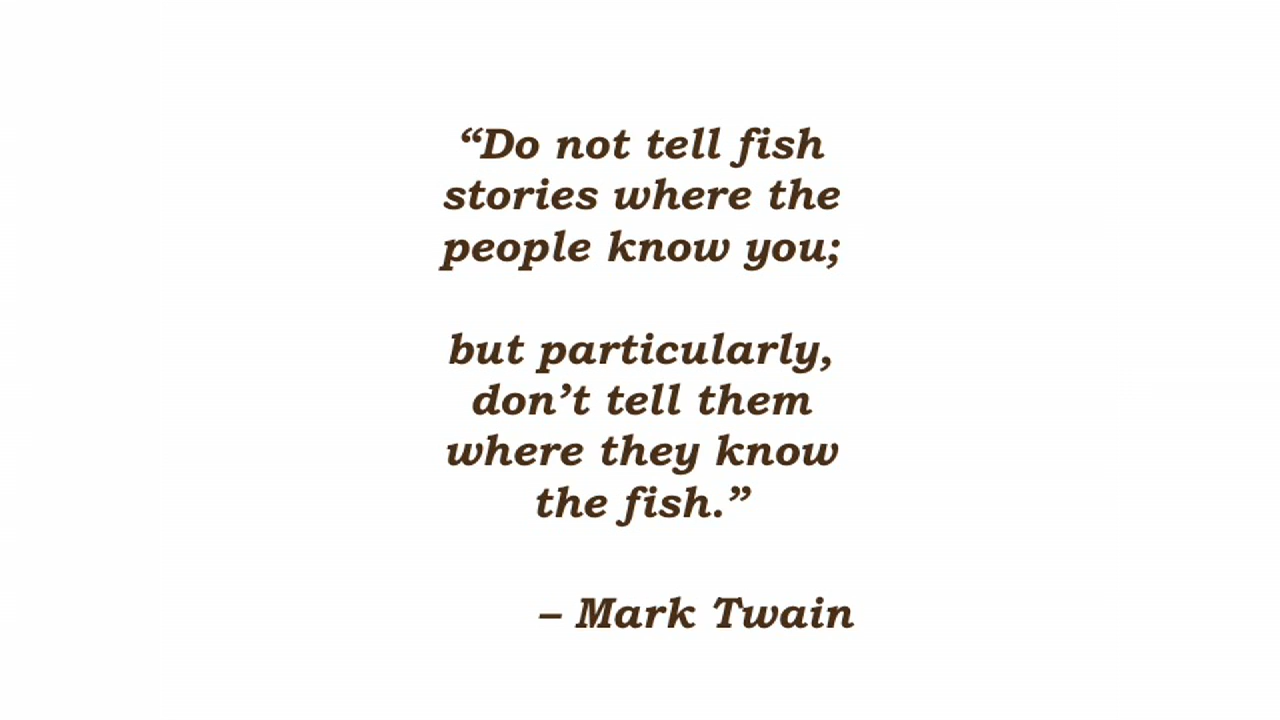 “Do not tell fish
stories where the
people know you;
but particularly,
don’t tell them
where they know
the fish.”
– Mark Twain